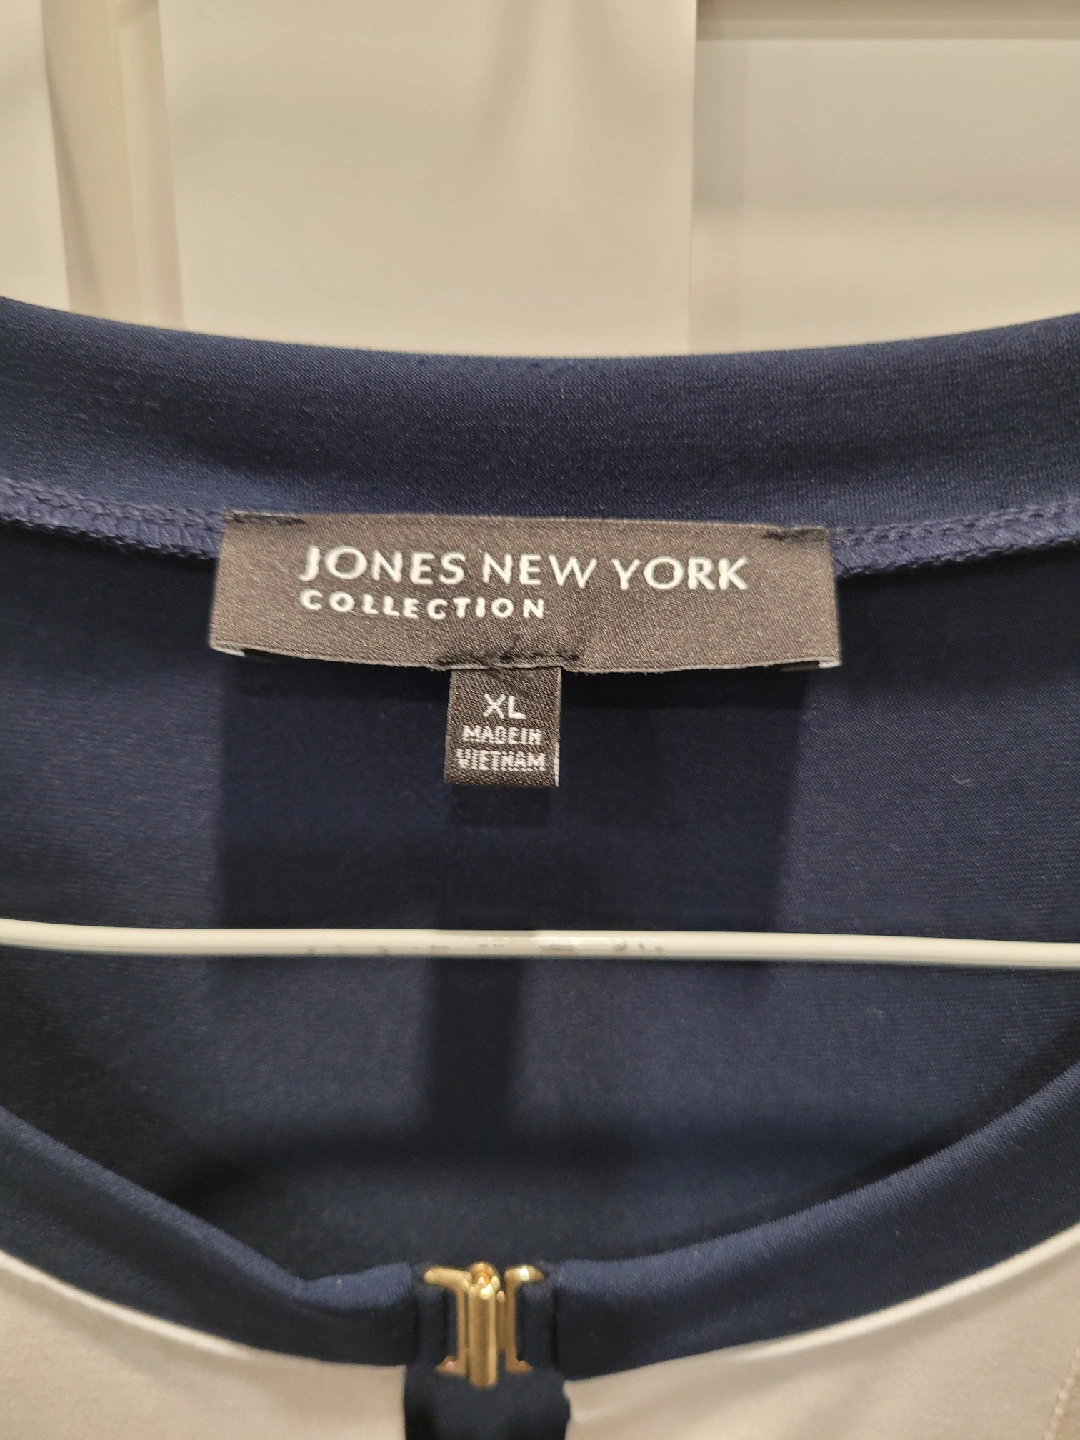 JONES NEW YORK
COLLECTION
XL
MADE IN
VIETNAM